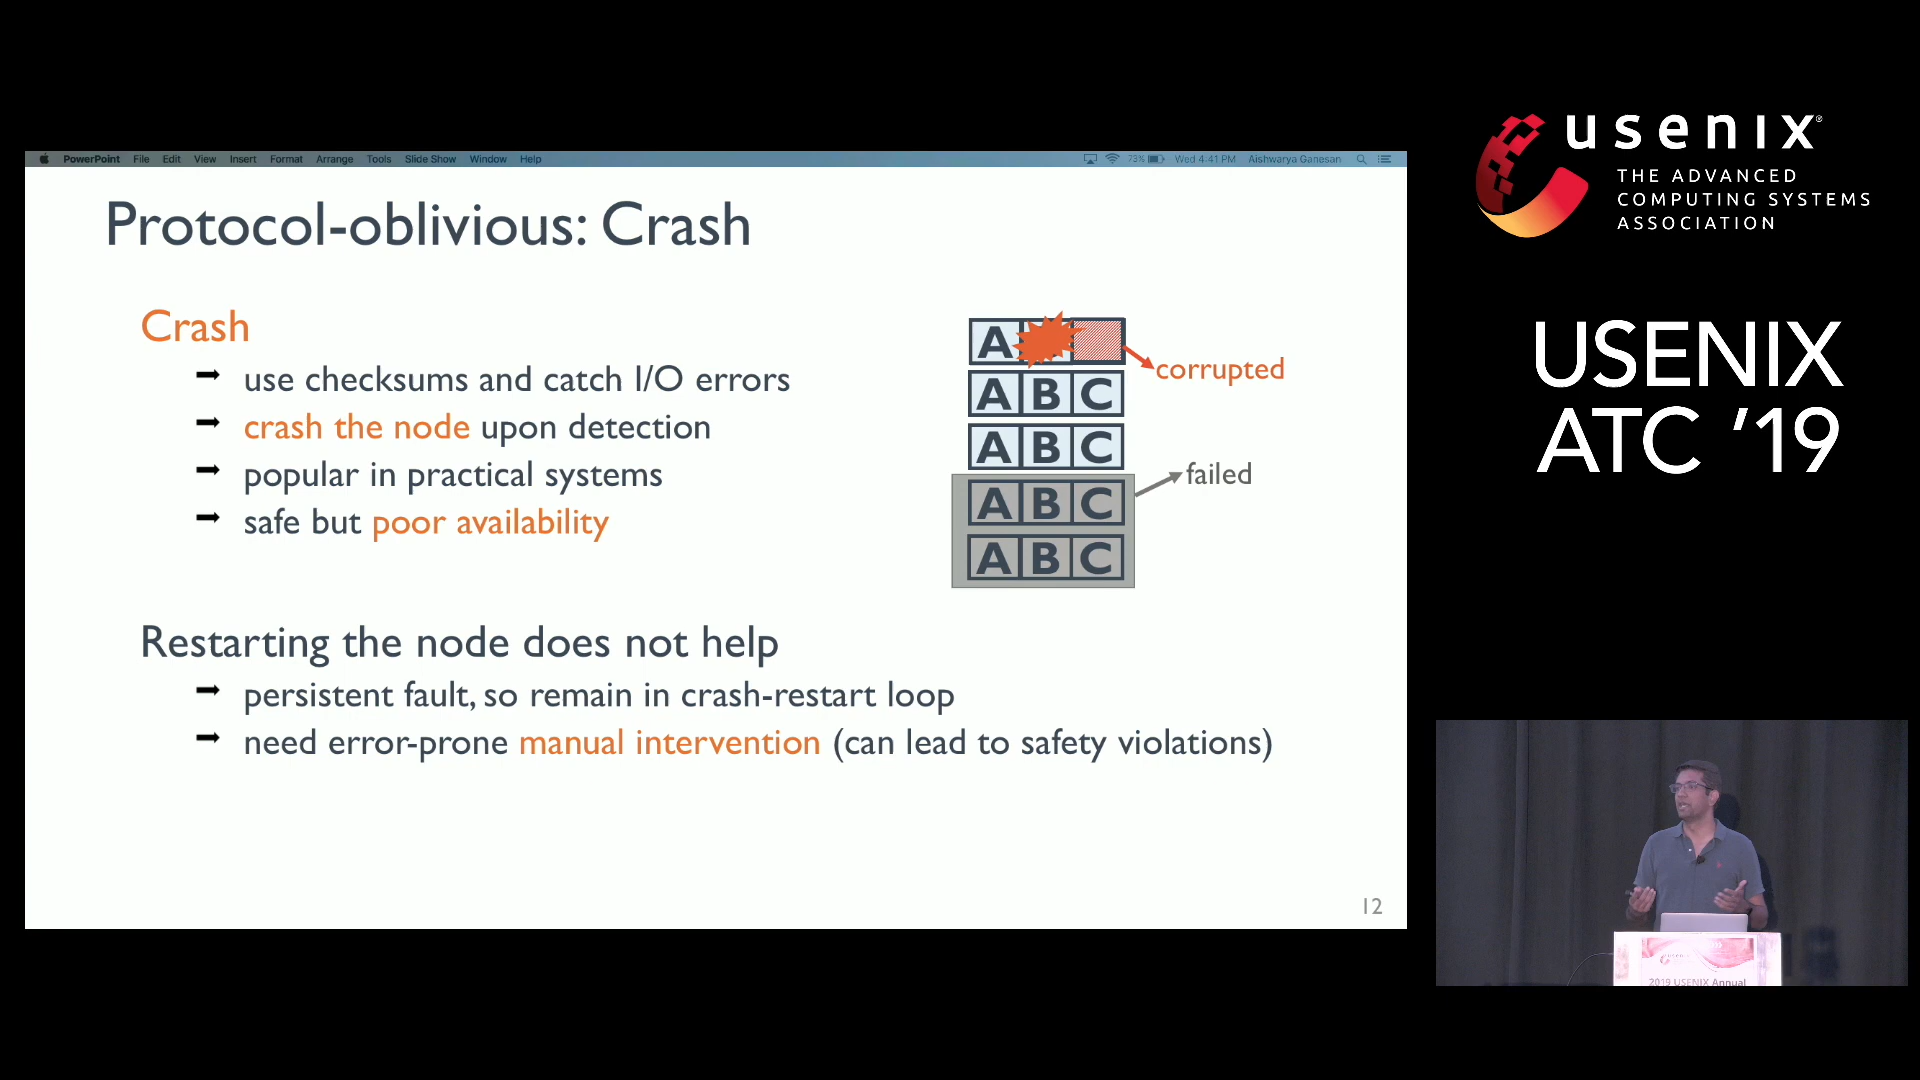 PowerPoint File Edit View Insert Format Arrange Tools Slide Show Window Help 73% Wed 4:41 PM Aishwarya Ganesan
Protocol-oblivious: Crash
Crash
use checksums and catch I/O errors
crash the node upon detection
popular in practical systems
safe but poor availability
A
A B C
A B C
A B C
A B C
corrupted
failed
Restarting the node does not help
persistent fault, so remain in crash-restart loop
need error-prone manual intervention (can lead to safety violations)
12
usenix®
THE ADVANCED
COMPUTING SYSTEMS
ASSOCIATION
USENIX
ATC ’19
2019 USENIX Annual